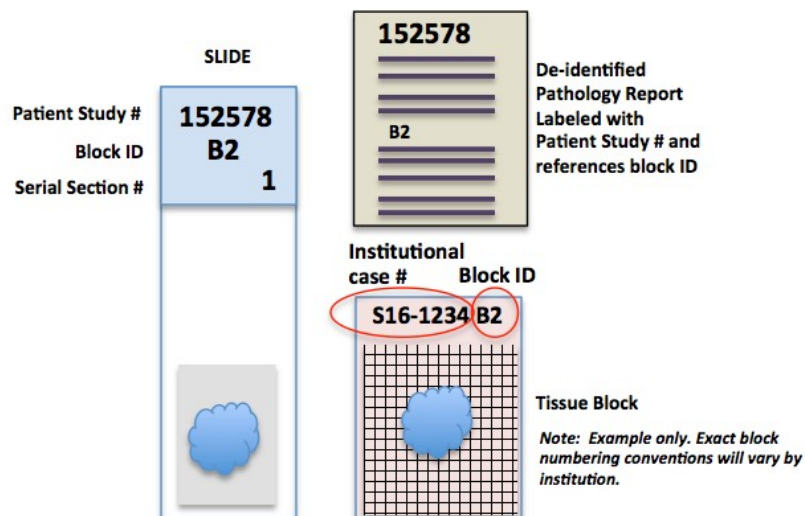 SLIDE
Patient Study #
152578
Block ID
B2
Serial Section #
1
152578
B2
De-identified
Pathology Report
Labeled with
Patient Study # and
references block ID
Institutional
case #
Block ID
S16-1234 B2
Tissue Block
Note:  Example only. Exact block
numbering conventions will vary by
institution.